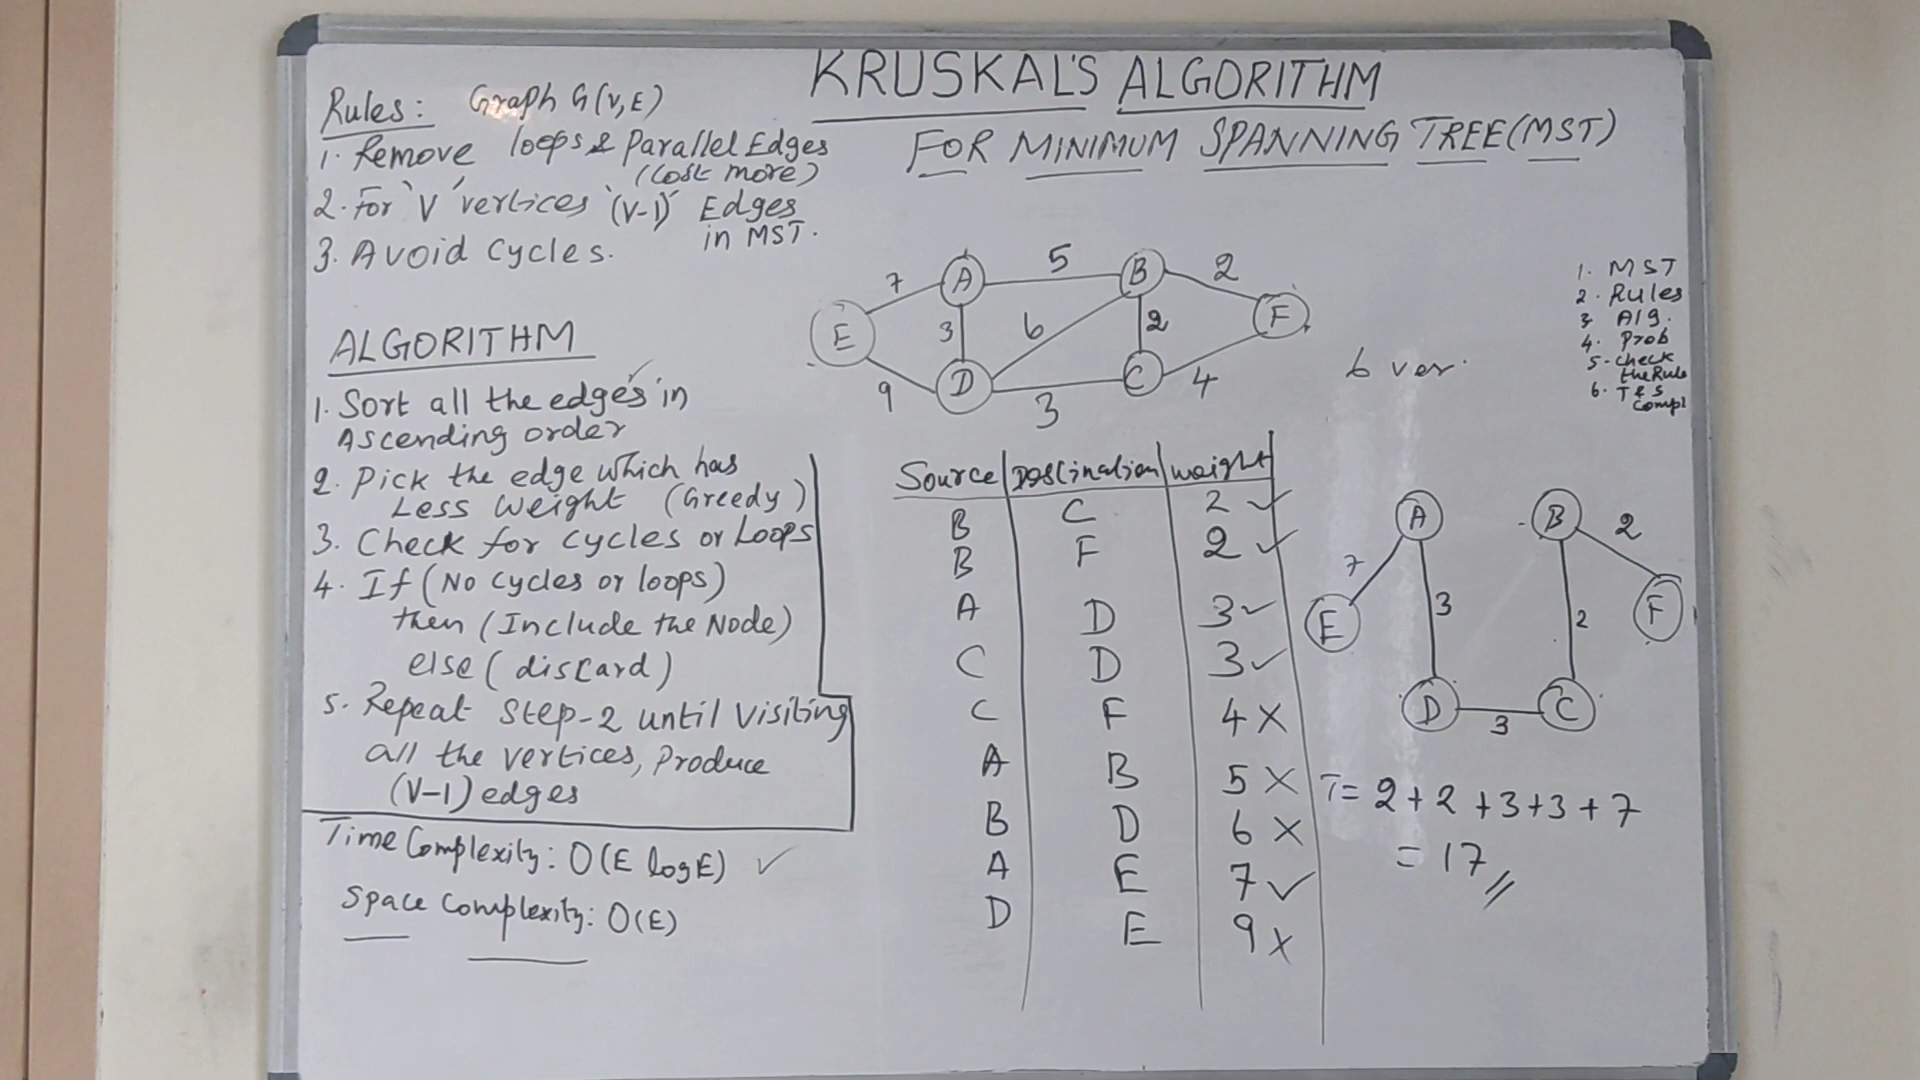 KRUSKAL'S ALGORITHM
FOR MINIMUM SPANNING TREE(MST)
Rules: Graph G(V,E)
1. Remove loops & Parallel Edges
(Cost more)
2. For 'V' vertices '(V-1)' Edges
in MST.
3. Avoid Cycles.
ALGORITHM
1. Sort all the edges in
Ascending order
2. Pick the edge which has
Less Weight (Greedy)
3. Check for cycles or Loops
4. If (No cycles or loops)
then (Include the Node)
else (discard)
5. Repeat Step-2 until visiting
all the vertices, Produce
(V-1) edges
Time Complexity: O(E logE) ✓
Space Complexity: O(E)
7 A 5 B 2
E 3 6 2 F
9 D 3 C 4
6 ver.
1. MST
2. Rules
3 Alg.
4. Prob
5. Check
the Rule
6. T & S
Compl
Source Destination weight
B C 2 ✓
B F 2 ✓
A D 3 ✓
C D 3 ✓
C F 4 X
A B 5 X
B D 6 X
A E 7 ✓
D E 9 X
A B 2
7
E 3 2 F
D 3 C
T= 2+2+3+3+7
= 17 //